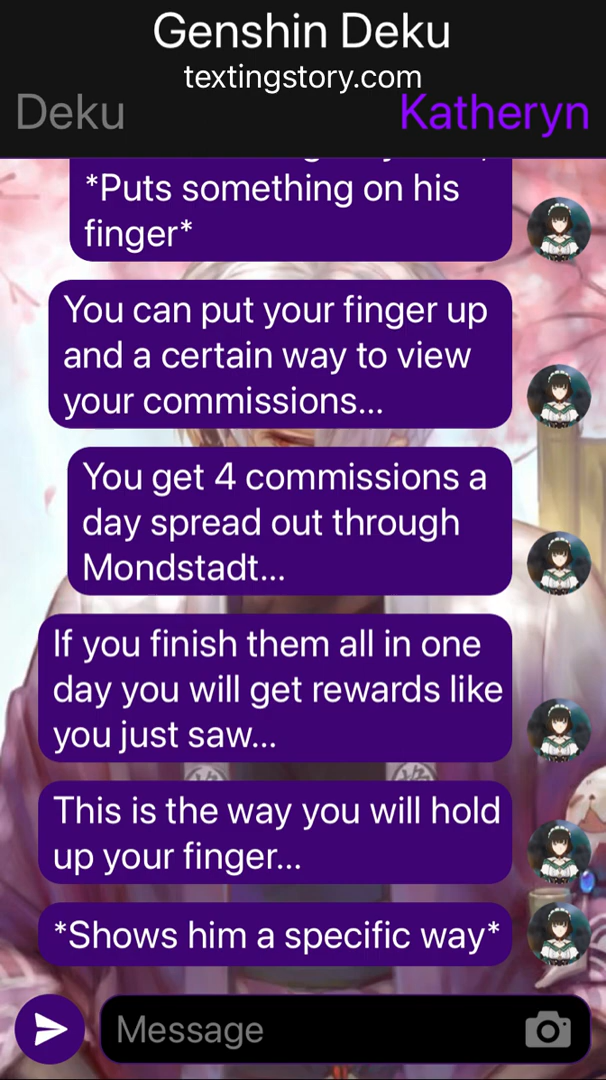 Genshin Deku
textingstory.com
Deku
Katheryn
*Puts something on his
finger*
You can put your finger up
and a certain way to view
your commissions...
You get 4 commissions a
day spread out through
Mondstadt...
If you finish them all in one
day you will get rewards like
you just saw...
This is the way you will hold
up your finger...
*Shows him a specific way*
Message